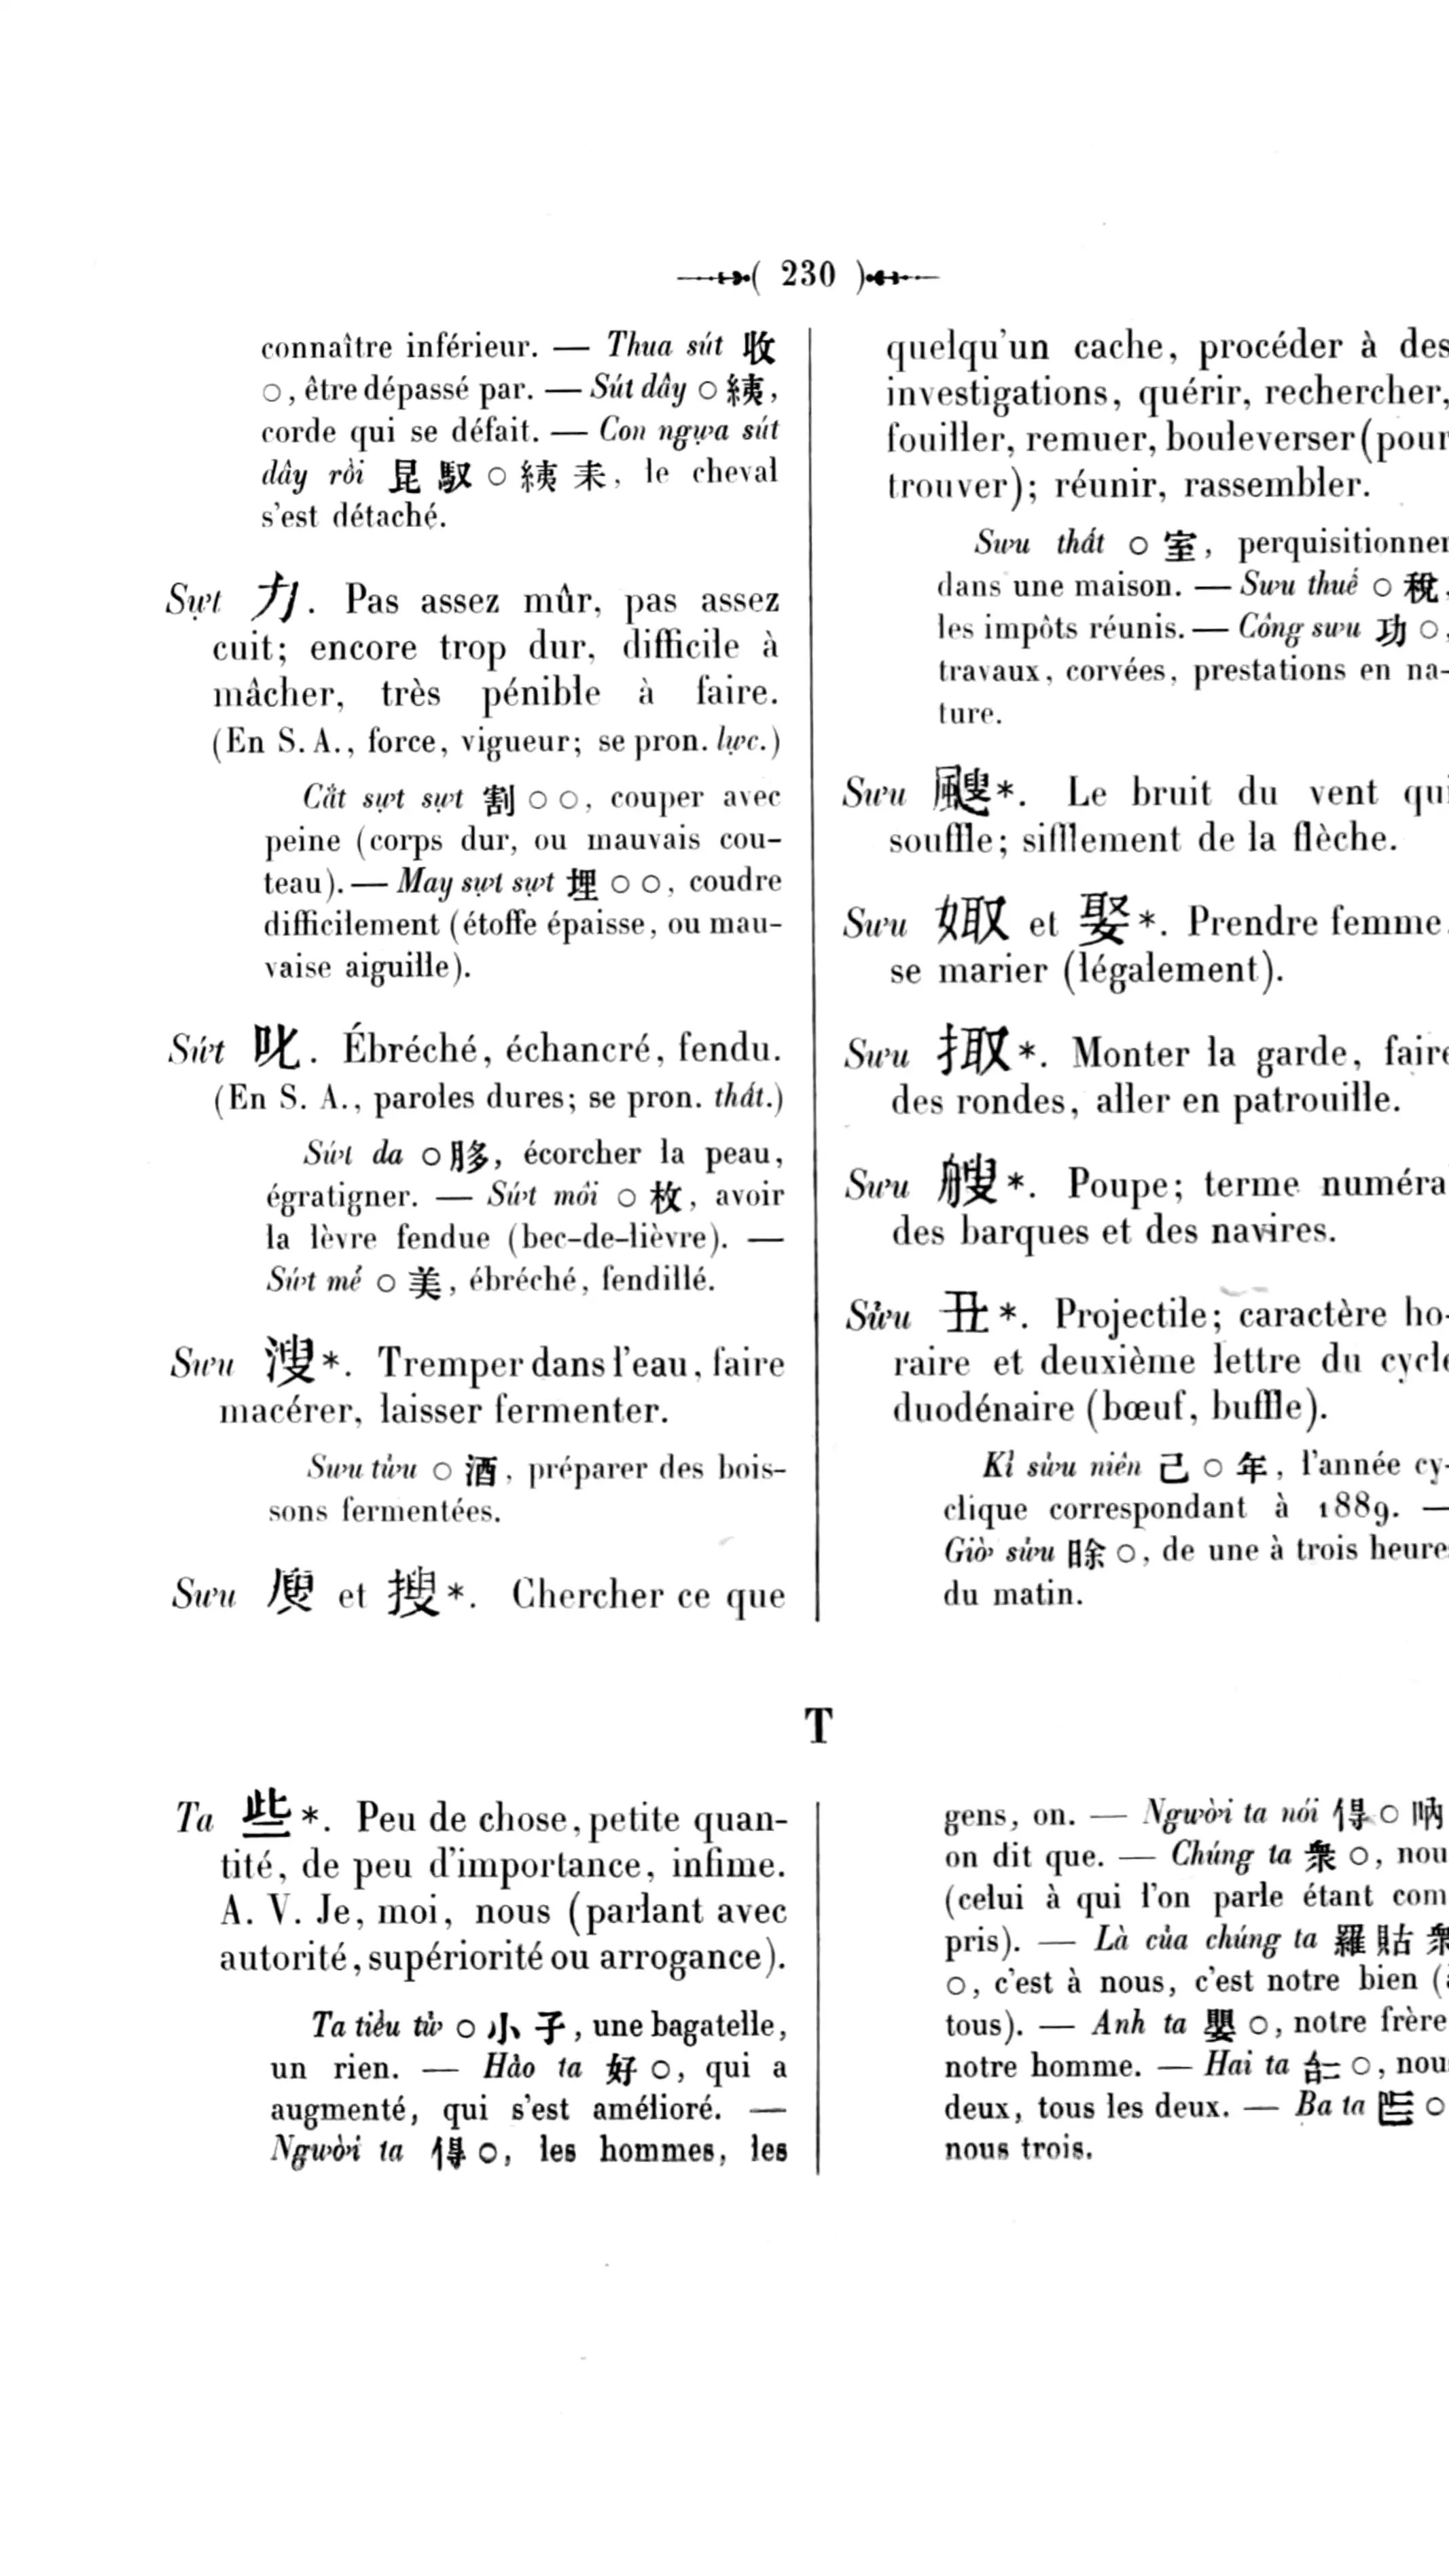 ( 230 )
connaître inférieur. — Thua sút 收
○, être dépassé par. — Sút dây ○ 𦀊,
corde qui se défait. — Con ngựa sút
dây rồi 昆 馭 ○ 𦀊 耒, le cheval
s'est détaché.
Sựt 力. Pas assez mûr, pas assez
cuit; encore trop dur, difficile à
mâcher, très pénible à faire.
(En S. A., force, vigueur; se pron. lực.)
Cắt sựt sựt 割 ○ ○, couper avec
peine (corps dur, ou mauvais cou-
teau). — May sựt sựt 埋 ○ ○, coudre
difficilement (étoffe épaisse, ou mau-
vaise aiguille).
Sứt 叱. Ébréché, échancré, fendu.
(En S. A., paroles dures; se pron. thất.)
Sứt da ○ 胗, écorcher la peau,
égratigner. — Sứt môi ○ 枚, avoir
la lèvre fendue (bec-de-lièvre). —
Sứt mẻ ○ 美, ébréché, fendillé.
Sưu 溲*. Tremper dans l'eau, faire
macérer, laisser fermenter.
Sưu tửu ○ 酒, préparer des bois-
sons fermentées.
Sưu 廋 et 搜*. Chercher ce que
quelqu'un cache, procéder à des
investigations, quérir, rechercher,
fouiller, remuer, bouleverser (pour
trouver); réunir, rassembler.
Sưu thất ○ 室, perquisitionner
dans une maison. — Sưu thuế ○ 稅,
les impôts réunis. — Công sưu 功 ○,
travaux, corvées, prestations en na-
ture.
Sưu 颼*. Le bruit du vent qui
souffle; sifflement de la flèche.
Sưu 娵 et 娶*. Prendre femme.
se marier (légalement).
Sưu 掫*. Monter la garde, faire
des rondes, aller en patrouille.
Sưu 艘*. Poupe; terme numéra
des barques et des navires.
Sửu 丑*. Projectile; caractère ho-
raire et deuxième lettre du cycle
duodénaire (bœuf, buffle).
Kỉ sửu niên 己 ○ 年, l'année cy-
clique correspondant à 1889. —
Giờ sửu 𣇞 ○, de une à trois heure
du matin.
T
Ta 些*. Peu de chose, petite quan-
tité, de peu d'importance, infime.
A. V. Je, moi, nous (parlant avec
autorité, supériorité ou arrogance).
Ta tiểu tử ○ 小 子, une bagatelle,
un rien. — Hảo ta 好 ○, qui a
augmenté, qui s'est amélioré. —
Người ta 㝵 ○, les hommes, les
gens, on. — Người ta nói 㝵 ○ 吶
on dit que. — Chúng ta 衆 ○, nou
(celui à qui l'on parle étant com
pris). — Là của chúng ta 羅 貼 衆
○, c'est à nous, c'est notre bien (
tous). — Anh ta 嬰 ○, notre frère
notre homme. — Hai ta 𠄩 ○, nou
deux, tous les deux. — Ba ta 𠀧 ○
nous trois.